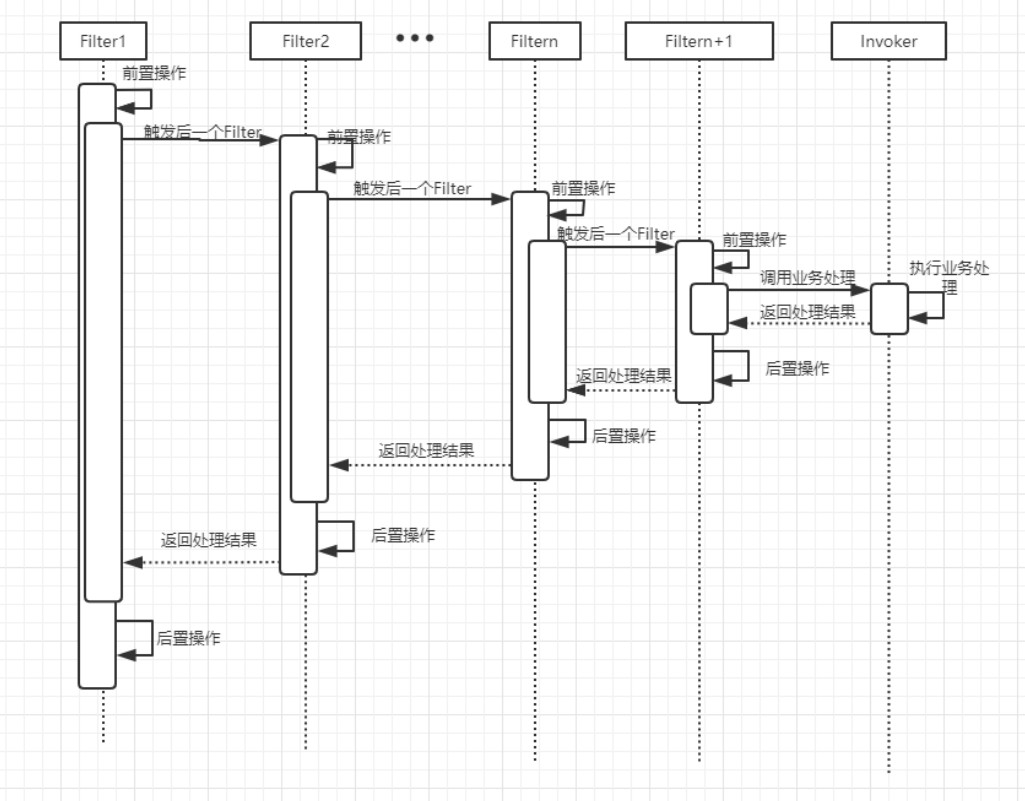 Filter1
Filter2
•••
Filtern
Filtern+1
Invoker
前置操作
触发后一个Filter
前置操作
触发后一个Filter
前置操作
触发后一个Filter
前置操作
调用业务处理
执行业务处
理
返回处理结果
后置操作
返回处理结果
后置操作
返回处理结果
后置操作
返回处理结果
后置操作